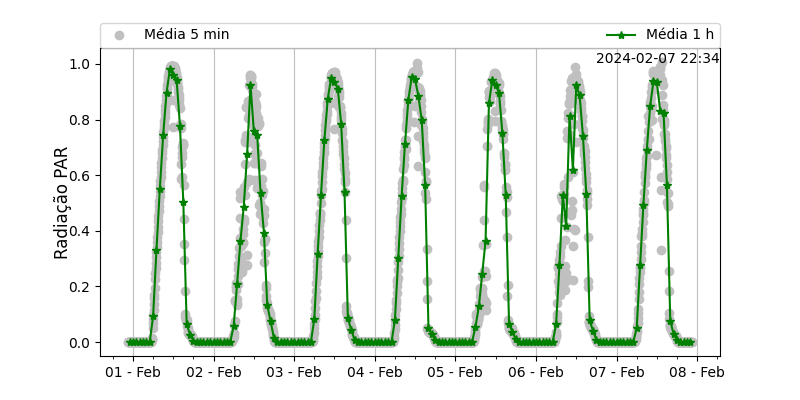 Média 5 min
Média 1 h
2024-02-07 22:34
Radiação PAR
1.0
0.8
0.6
0.4
0.2
0.0
01 - Feb
02 - Feb
03 - Feb
04 - Feb
05 - Feb
06 - Feb
07 - Feb
08 - Feb